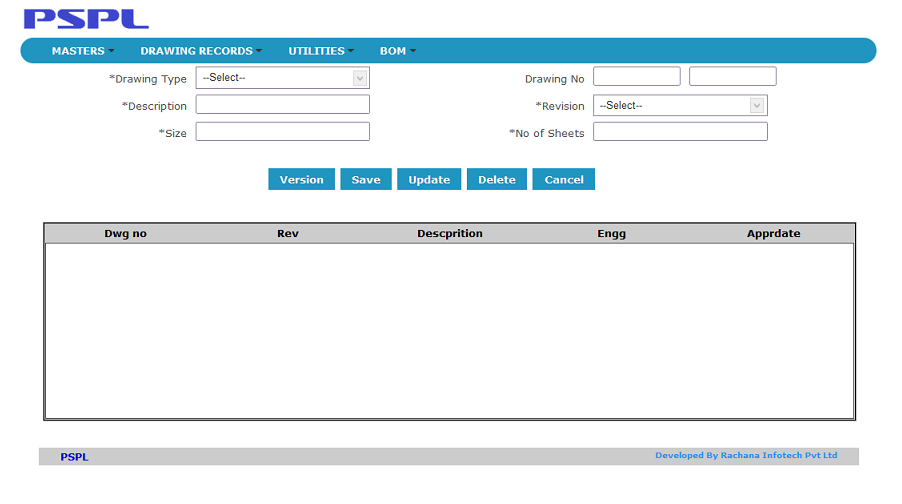 PSPL
MASTERS DRAWING RECORDS UTILITIES BOM
*Drawing Type --Select-- Drawing No
*Description *Revision --Select--
*Size *No of Sheets
Version Save Update Delete Cancel
Dwg no Rev Descprition Engg Apprdate
PSPL Developed By Rachana Infotech Pvt Ltd